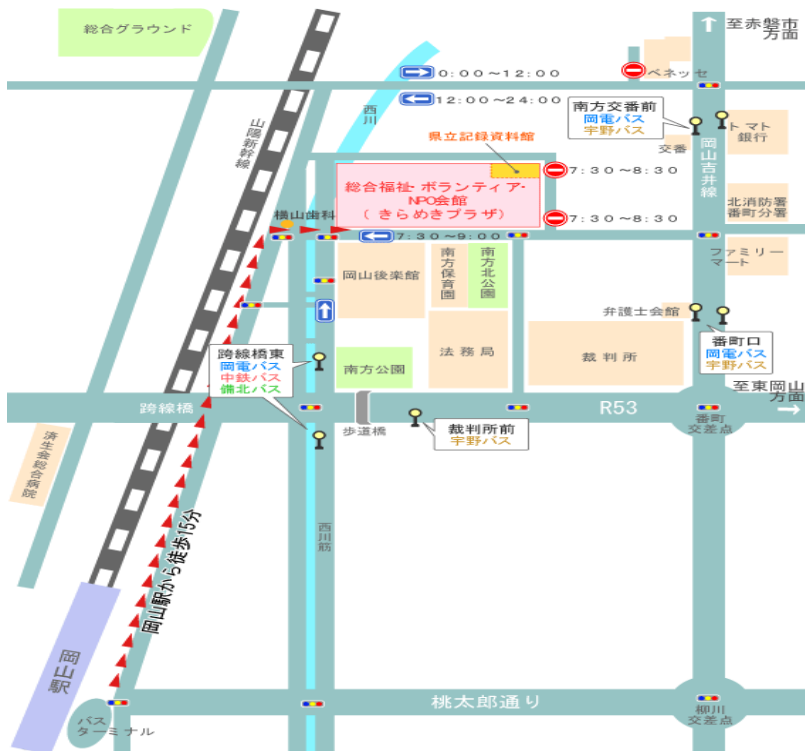 総合グラウンド
至赤磐市
方面
ベネッセ
0:00～12:00
12:00～24:00
西川
山陽新幹線
南方交番前
岡電バス
宇野バス
トマト
銀行
交番
県立記録資料館
岡山吉井線
総合福祉・ボランティア・
NPO会館
（ きらめきプラザ）
7:30～8:30
7:30～8:30
北消防署
番町分署
横山歯科
7:30～9:00
ファミリー
マート
岡山後楽館
南方保育園
南方北公園
弁護士会館
番町口
岡電バス
宇野バス
跨線橋東
岡電バス
中鉄バス
備北バス
南方公園
法務局
裁判所
至東岡山
方面
跨線橋
R53
番町
交差点
歩道橋
裁判所前
宇野バス
済生会総合病院
西川筋
岡山駅から徒歩15分
岡山駅
桃太郎通り
柳川
交差点
バス
ターミナル